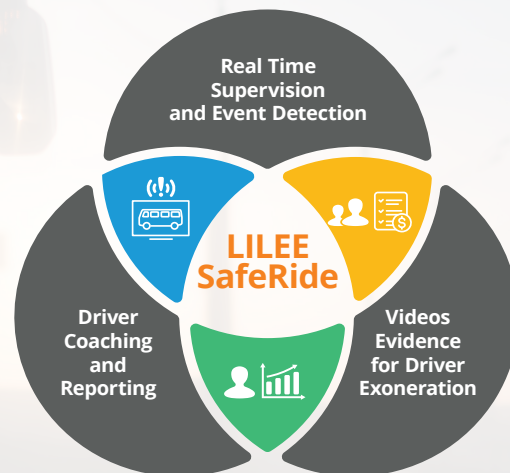 Real Time
Supervision
and Event Detection
LILEE
SafeRide
Driver
Coaching
and
Reporting
Videos
Evidence
for Driver
Exoneration
$